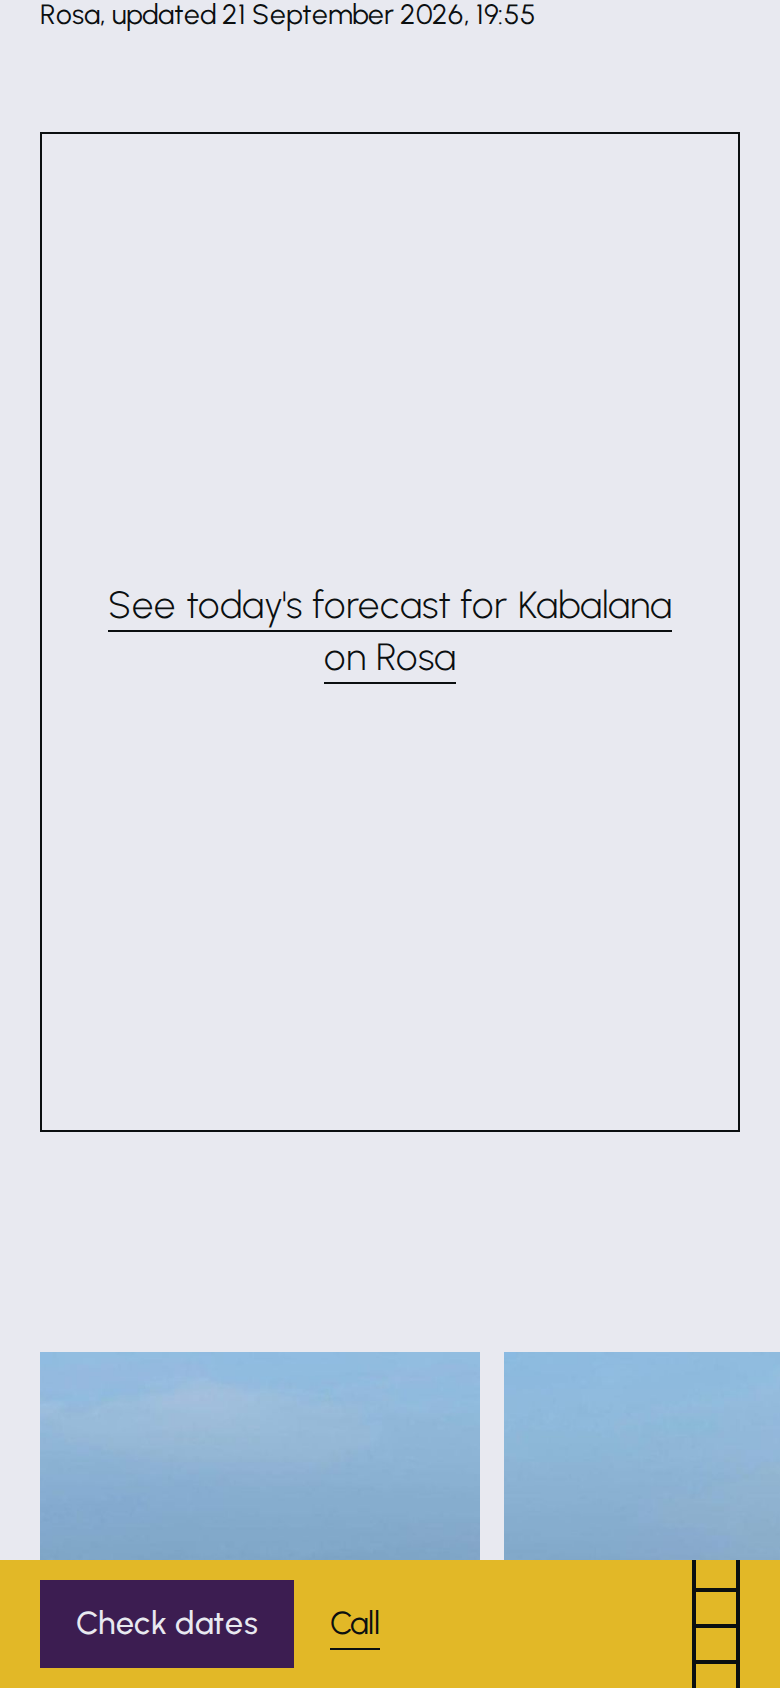 Rosa, updated 21 September 2026, 19:55
See today's forecast for Kabalana
on Rosa
Check dates
Call